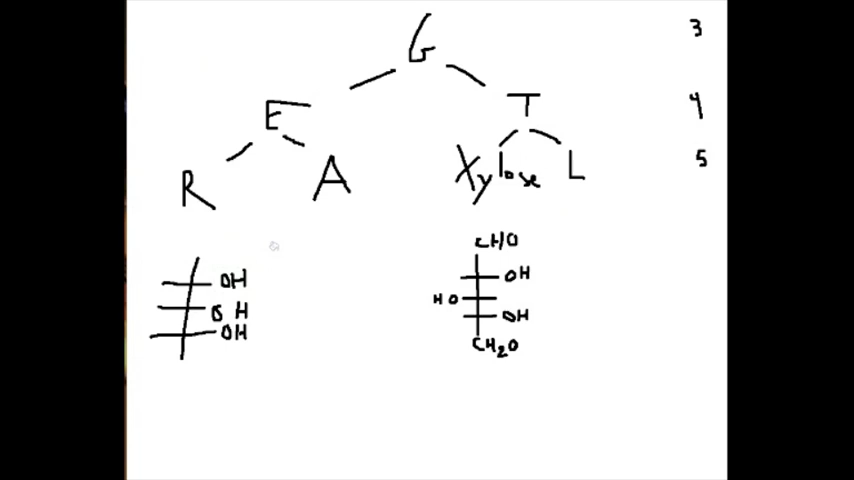 G 3
E T 4
R A Xylose L 5
CHO
OH OH
HO
OH OH
OH CH2O